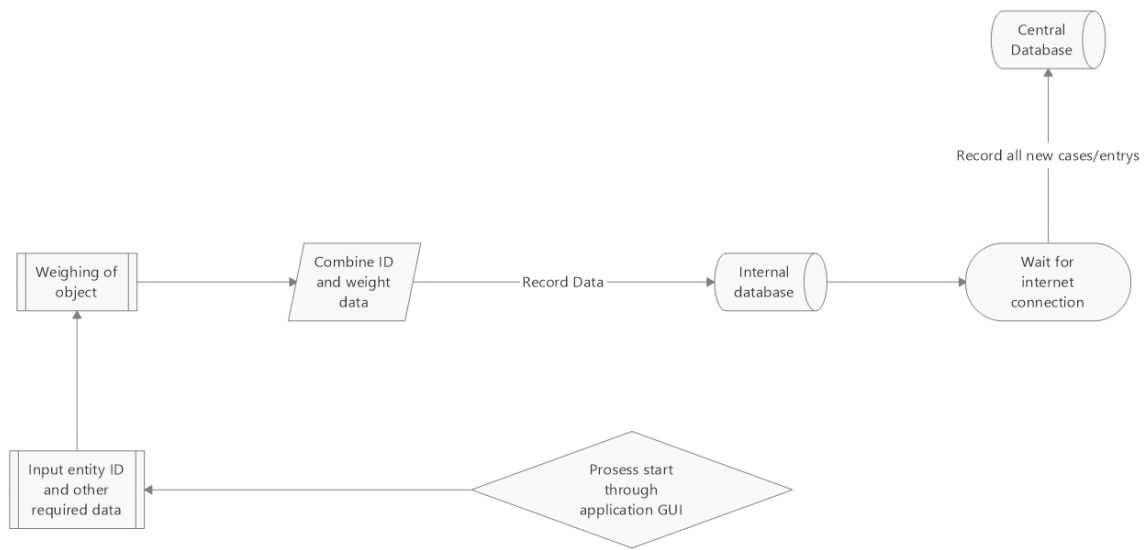 Central
Database
Record all new cases/entrys
Weighing of
object
Combine ID
and weight
data
Record Data
Internal
database
Wait for
internet
connection
Input entity ID
and other
required data
Prosess start
through
application GUI